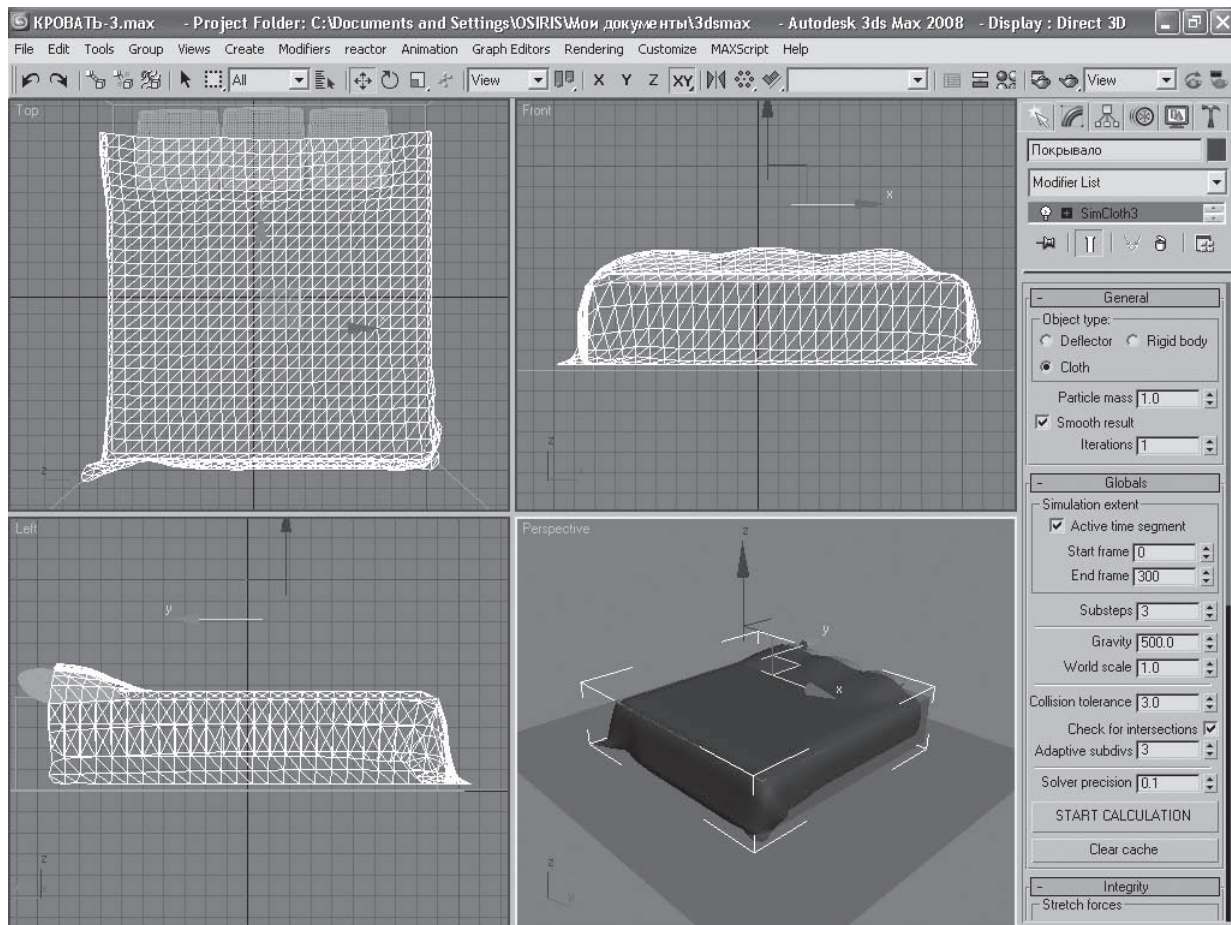 КРОВАТЬ-3.max - Project Folder: C:\Documents and Settings\OSIRIS\Мои документы\3dsmax - Autodesk 3ds Max 2008 - Display : Direct 3D
File Edit Tools Group Views Create Modifiers reactor Animation Graph Editors Rendering Customize MAXScript Help
All View X Y Z XY View
Top
Front
x
z
z
Left
Perspective
y
z
z
y
x
z
x
Покрывало
Modifier List
SimCloth3
- General
Object type:
Deflector Rigid body
Cloth
Particle mass 1.0
Smooth result
Iterations 1
- Globals
Simulation extent
Active time segment
Start frame 0
End frame 300
Substeps 3
Gravity 500.0
World scale 1.0
Collision tolerance 3.0
Check for intersections
Adaptive subdivs 3
Solver precision 0.1
START CALCULATION
Clear cache
- Integrity
Stretch forces